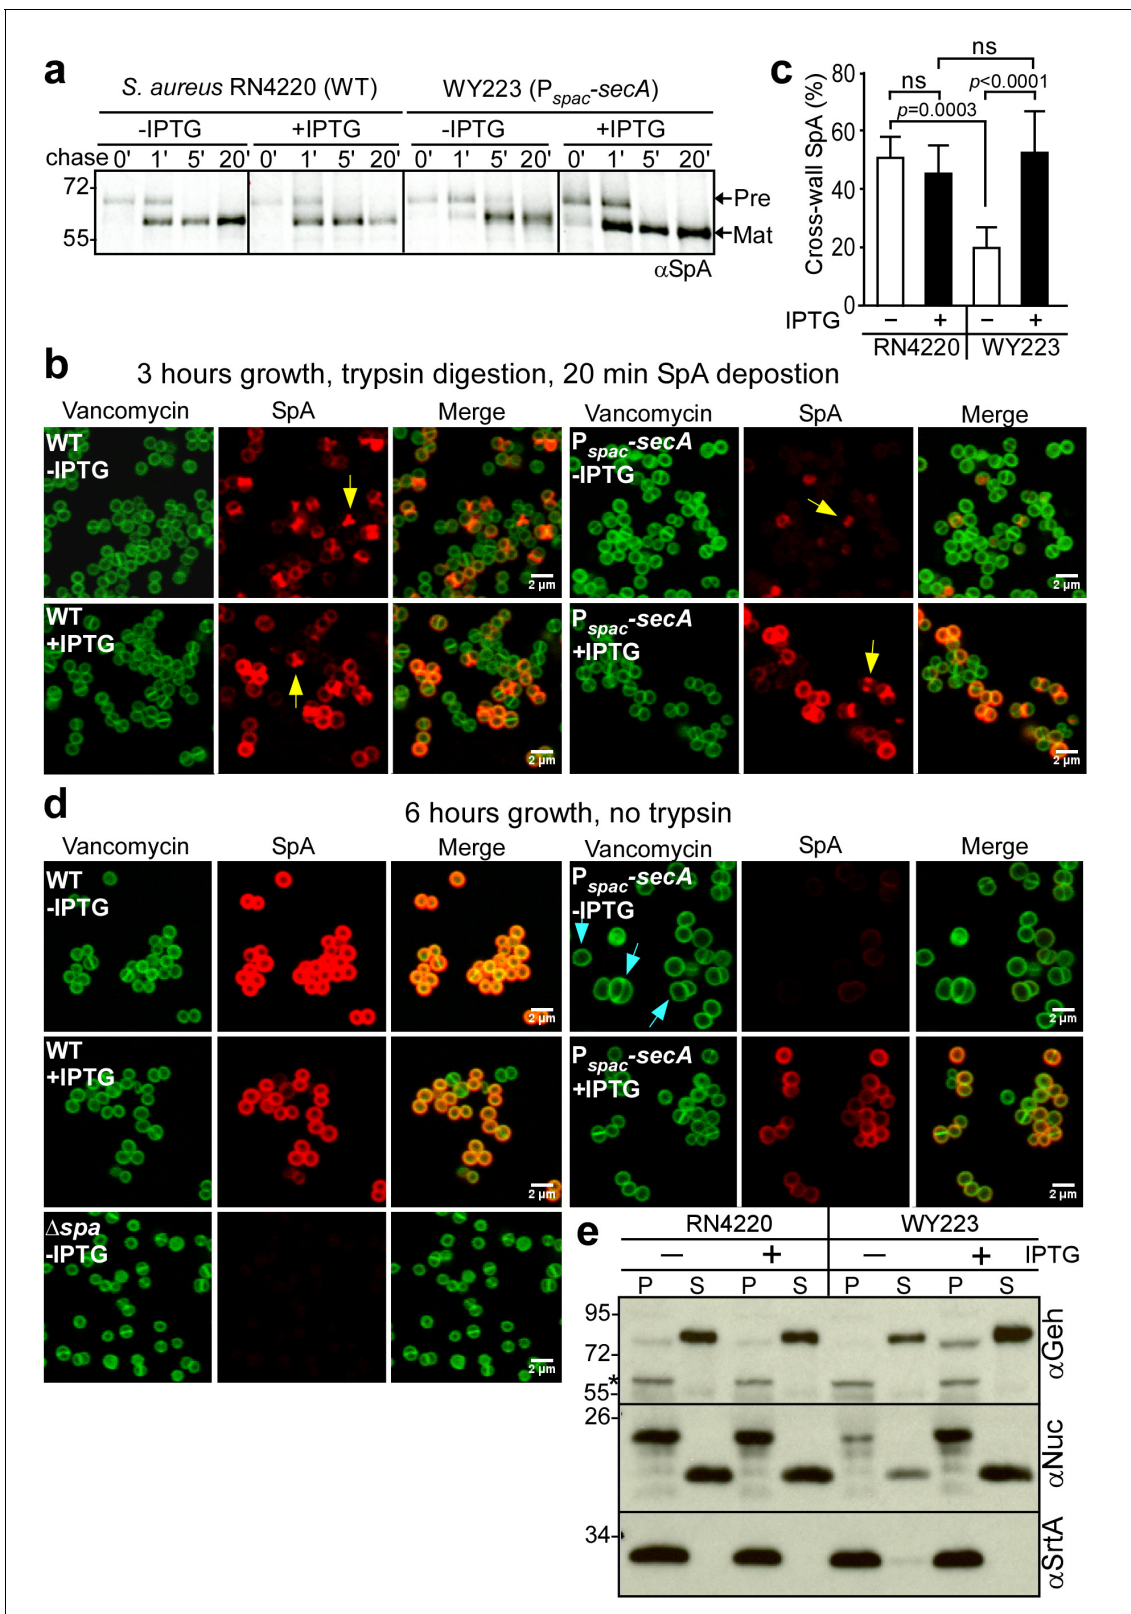 a
S. aureus RN4220 (WT)
WY223 (Pspac-secA)
-IPTG
+IPTG
-IPTG
+IPTG
chase 0' 1' 5' 20' 0' 1' 5' 20' 0' 1' 5' 20' 0' 1' 5' 20'
72-
55-
Pre
Mat
αSpA
c
Cross-wall SpA (%)
80
60
40
20
0
ns
ns
p<0.0001
p=0.0003
IPTG − + − +
RN4220 WY223
b
3 hours growth, trypsin digestion, 20 min SpA depostion
Vancomycin SpA Merge Vancomycin SpA Merge
WT
-IPTG
2 µm
Pspac-secA
-IPTG
2 µm
WT
+IPTG
2 µm
Pspac-secA
+IPTG
2 µm
d
6 hours growth, no trypsin
Vancomycin SpA Merge Vancomycin SpA Merge
WT
-IPTG
2 µm
Pspac-secA
-IPTG
2 µm
WT
+IPTG
2 µm
Pspac-secA
+IPTG
2 µm
Δspa
-IPTG
2 µm
e
RN4220 WY223
− + − + IPTG
P S P S P S P S
95-
72-
*
55-
αGeh
26-
αNuc
34-
αSrtA